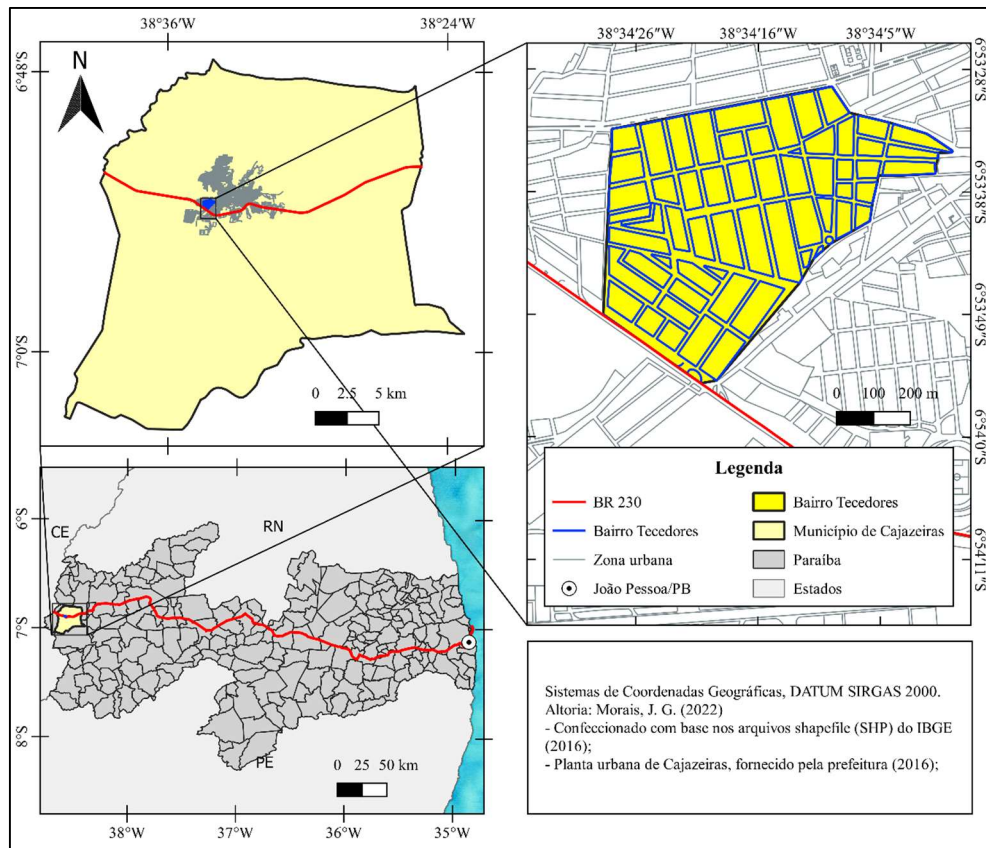 38°36′W
38°24′W
6°48′S
N
7°0′S
0 2.5 5 km
38°34′26″W
38°34′16″W
38°34′5″W
6°53′28″S
6°53′38″S
6°53′49″S
6°54′0″S
6°54′11″S
0 100 200 m
Legenda
BR 230
Bairro Tecedores
Bairro Tecedores
Município de Cajazeiras
Zona urbana
Paraíba
João Pessoa/PB
Estados
CE
RN
PE
6°S
7°S
8°S
0 25 50 km
38°W
37°W
36°W
35°W
Sistemas de Coordenadas Geográficas, DATUM SIRGAS 2000.
Altoria: Morais, J. G. (2022)
- Confeccionado com base nos arquivos shapefile (SHP) do IBGE
(2016);
- Planta urbana de Cajazeiras, fornecido pela prefeitura (2016);